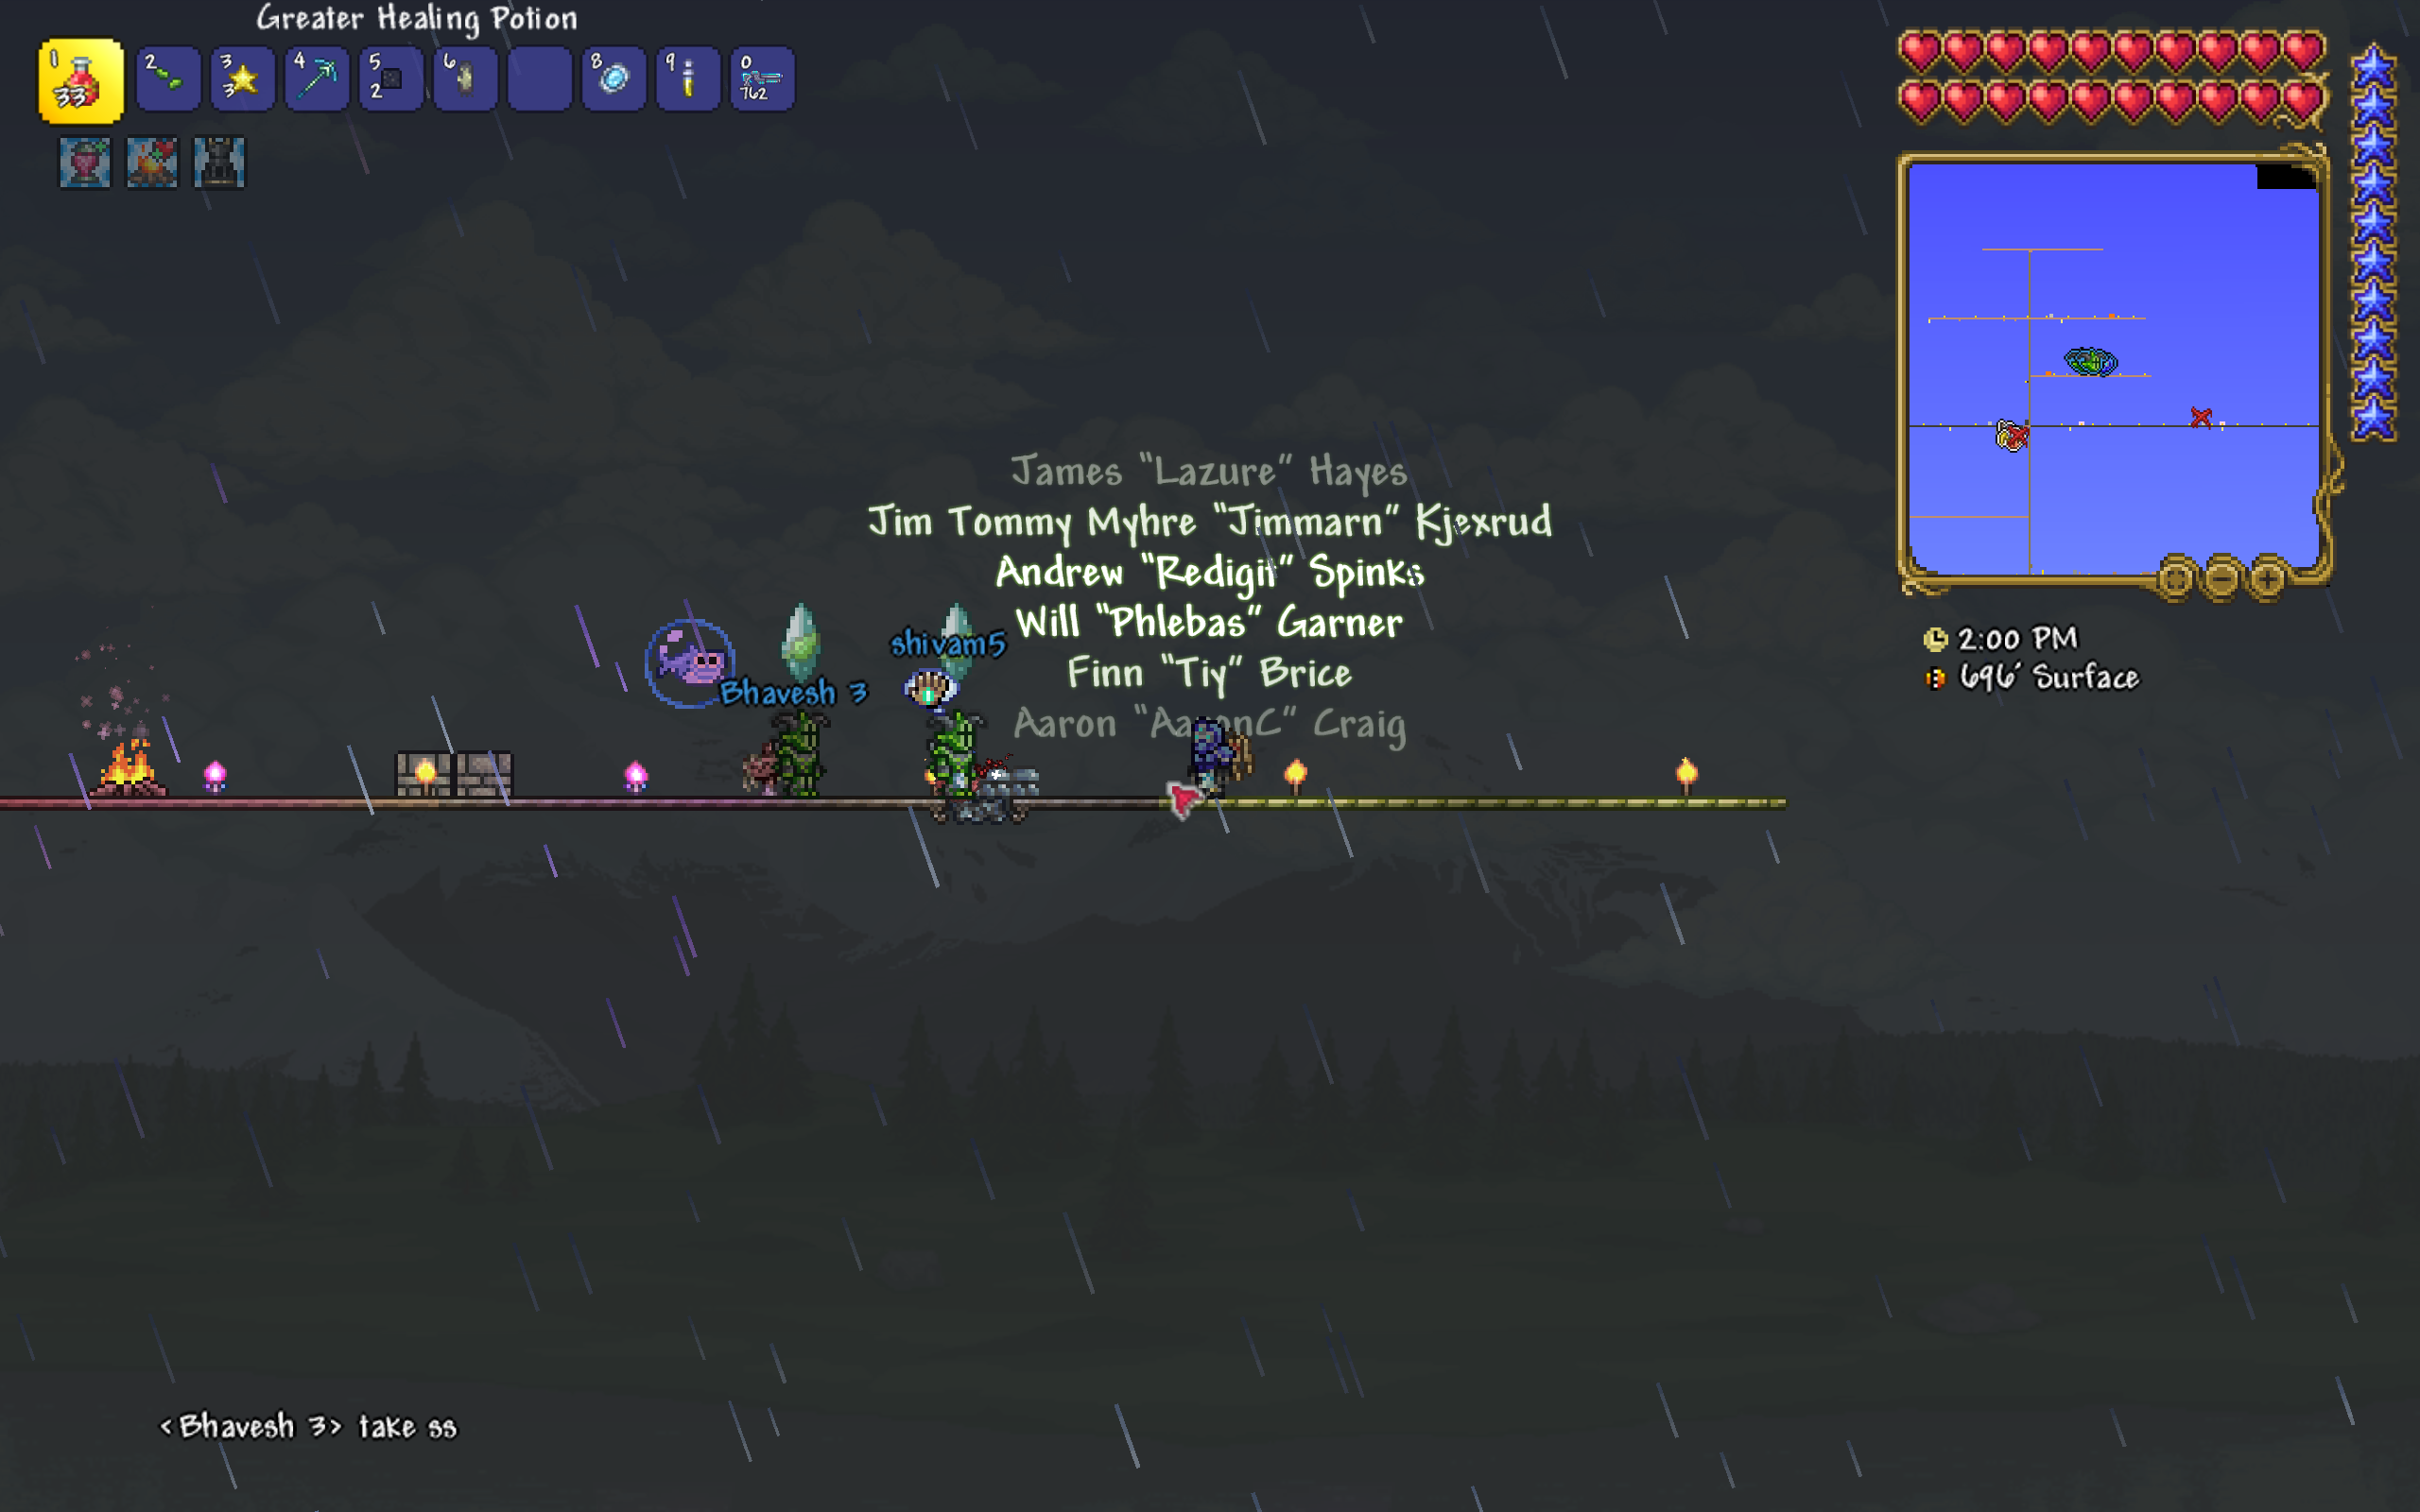 Greater Healing Potion
1 33
2
3 3
4
5 2
6
8
9
0 762
James "Lazure" Hayes
Jim Tommy Myhre "Jimmarn" Kjexrud
Andrew "Redigit" Spinks
Will "Phlebas" Garner
Finn "Tiy" Brice
Aaron "AaronC" Craig
shivam5
Bhavesh 3
2:00 PM
696' Surface
<Bhavesh 3> take ss